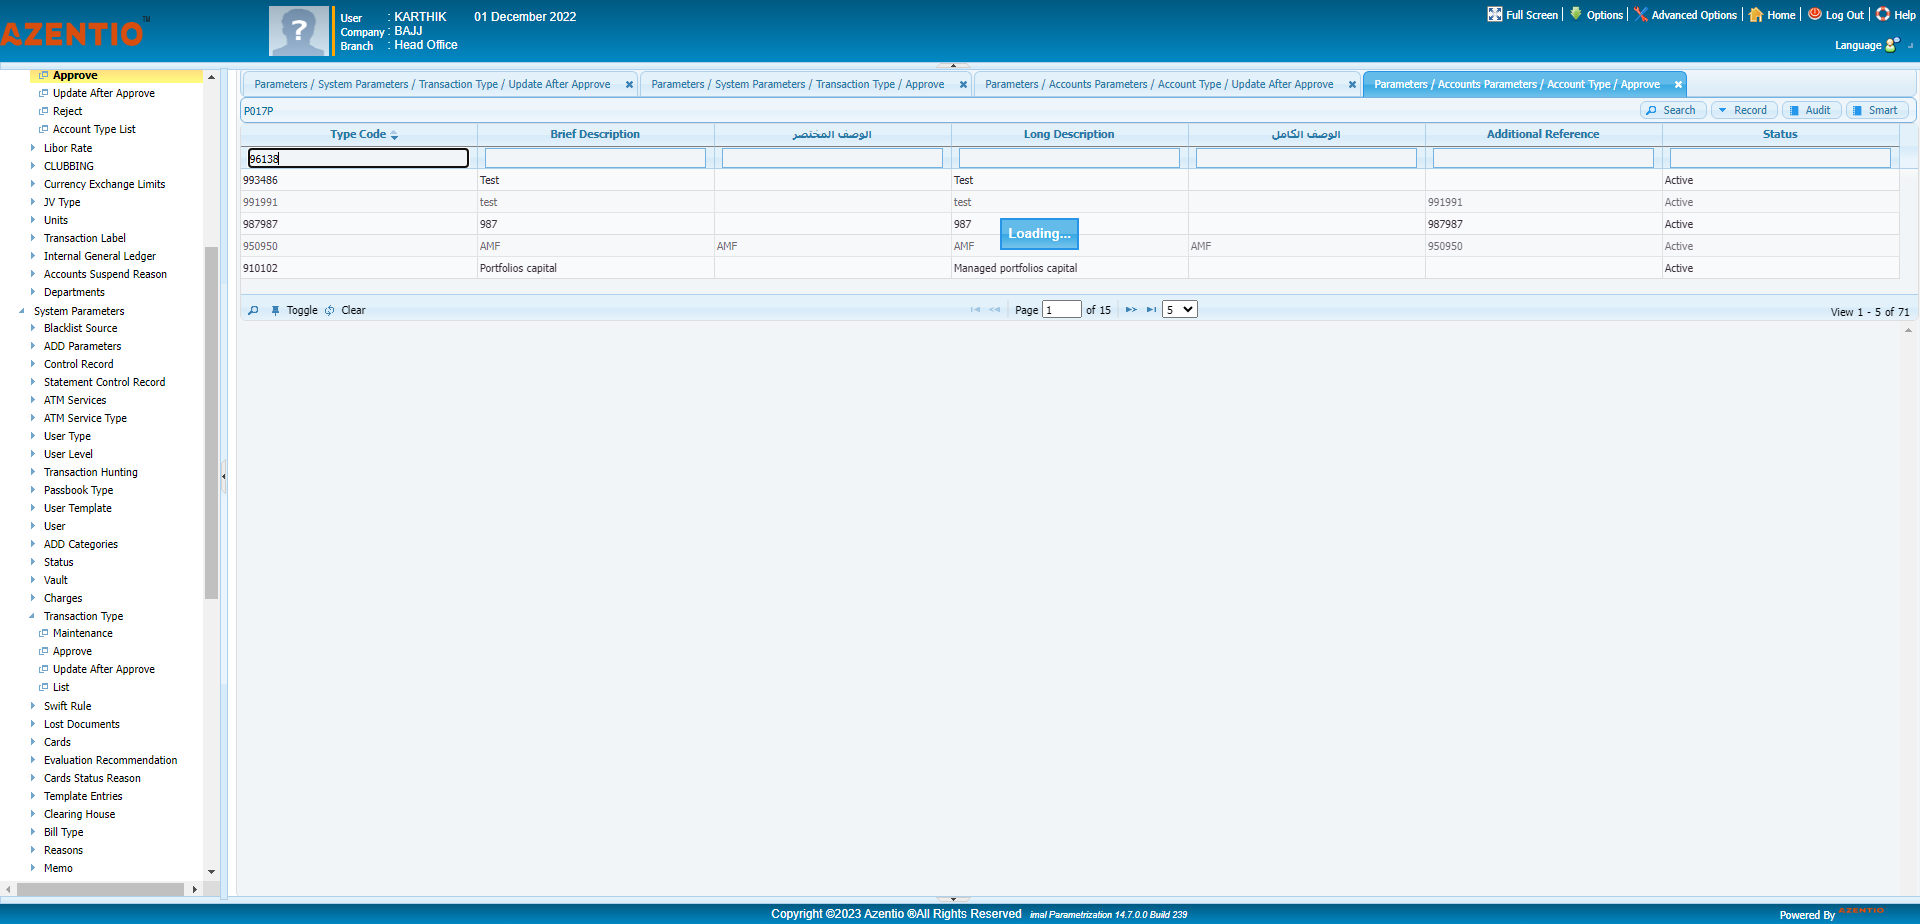 AZENTIO™
User : KARTHIK 01 December 2022
Company : BAJJ
Branch : Head Office
Full Screen Options Advanced Options Home Log Out Help
Language
Approve
Update After Approve
Reject
Account Type List
Libor Rate
CLUBBING
Currency Exchange Limits
JV Type
Units
Transaction Label
Internal General Ledger
Accounts Suspend Reason
Departments
System Parameters
Blacklist Source
ADD Parameters
Control Record
Statement Control Record
ATM Services
ATM Service Type
User Type
User Level
Transaction Hunting
Passbook Type
User Template
User
ADD Categories
Status
Vault
Charges
Transaction Type
Maintenance
Approve
Update After Approve
List
Swift Rule
Lost Documents
Cards
Evaluation Recommendation
Cards Status Reason
Template Entries
Clearing House
Bill Type
Reasons
Memo
Parameters / System Parameters / Transaction Type / Update After Approve
Parameters / System Parameters / Transaction Type / Approve
Parameters / Accounts Parameters / Account Type / Update After Approve
Parameters / Accounts Parameters / Account Type / Approve
P017P
Search Record Audit Smart
Type Code Brief Description الوصف المختصر Long Description الوصف الكامل Additional Reference Status
96138
993486 Test Test Active
991991 test test 991991 Active
987987 987 987 987987 Active
Loading...
950950 AMF AMF AMF AMF 950950 Active
910102 Portfolios capital Managed portfolios capital Active
Toggle Clear Page 1 of 15 5 View 1 - 5 of 71
Copyright ©2023 Azentio ®All Rights Reserved imal Parametrization 14.7.0.0 Build 239
Powered By AZENTIO